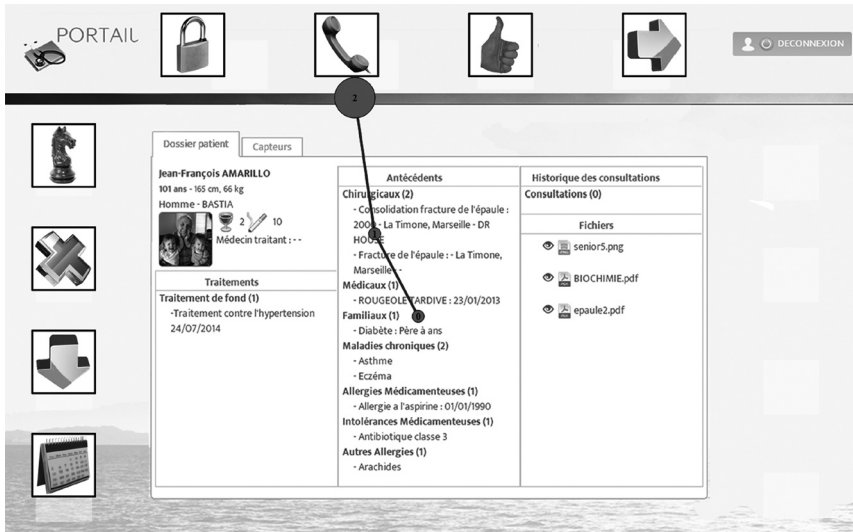 PORTAIL
DECONNEXION
2
Dossier patient
Capteurs
Jean-François AMARILLO
101 ans - 165 cm, 66 kg
Homme - BASTIA
2 10
Médecin traitant : - -
Traitements
Traitement de fond (1)
-Traitement contre l'hypertension
24/07/2014
Antécédents
Chirurgicaux (2)
- Consolidation fracture de l'épaule :
2000 - La Timone, Marseille - DR
HOUSE
1
- Fracture de l'épaule : - La Timone,
Marseille -
Médicaux (1)
- ROUGEOLE TARDIVE : 23/01/2013
Familiaux (1)
0
- Diabète : Père à ans
Maladies chroniques (2)
- Asthme
- Eczéma
Allergies Médicamenteuses (1)
- Allergie a l'aspirine : 01/01/1990
Intolérances Médicamenteuses (1)
- Antibiotique classe 3
Autres Allergies (1)
- Arachides
Historique des consultations
Consultations (0)
Fichiers
senior5.png
BIOCHIMIE.pdf
epaule2.pdf